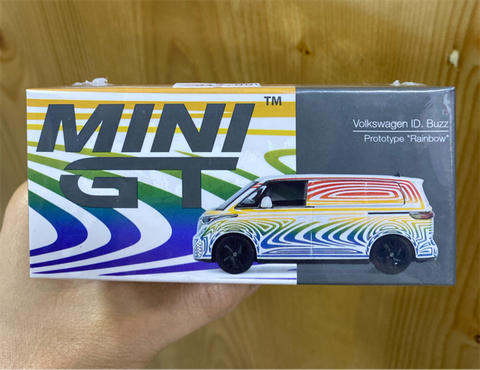 MINI
GT
™
Volkswagen ID. Buzz
Prototype "Rainbow"